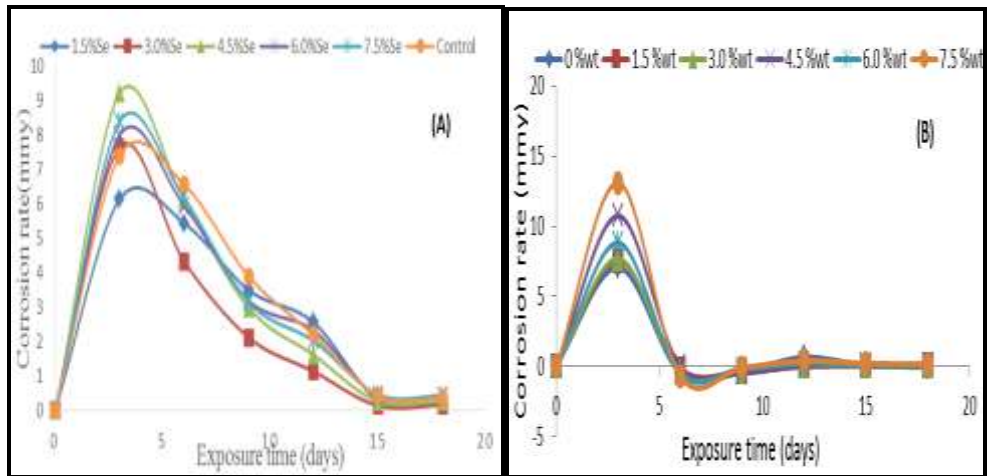 1.5%Se 3.0%Se 4.5%Se 6.0%Se 7.5%Se Control
10
9
8
7
6
5
4
3
2
1
0
0 5 10 15 20
Corrosion rate(mmy)
Exposure time (days)
(A)
0 %wt 1.5 %wt 3.0 %wt 4.5 %wt 6.0 %wt 7.5 %wt
20
15
10
5
0
-5
0 5 10 15 20
Corrosion rate (mmy)
Exposure time (days)
(B)